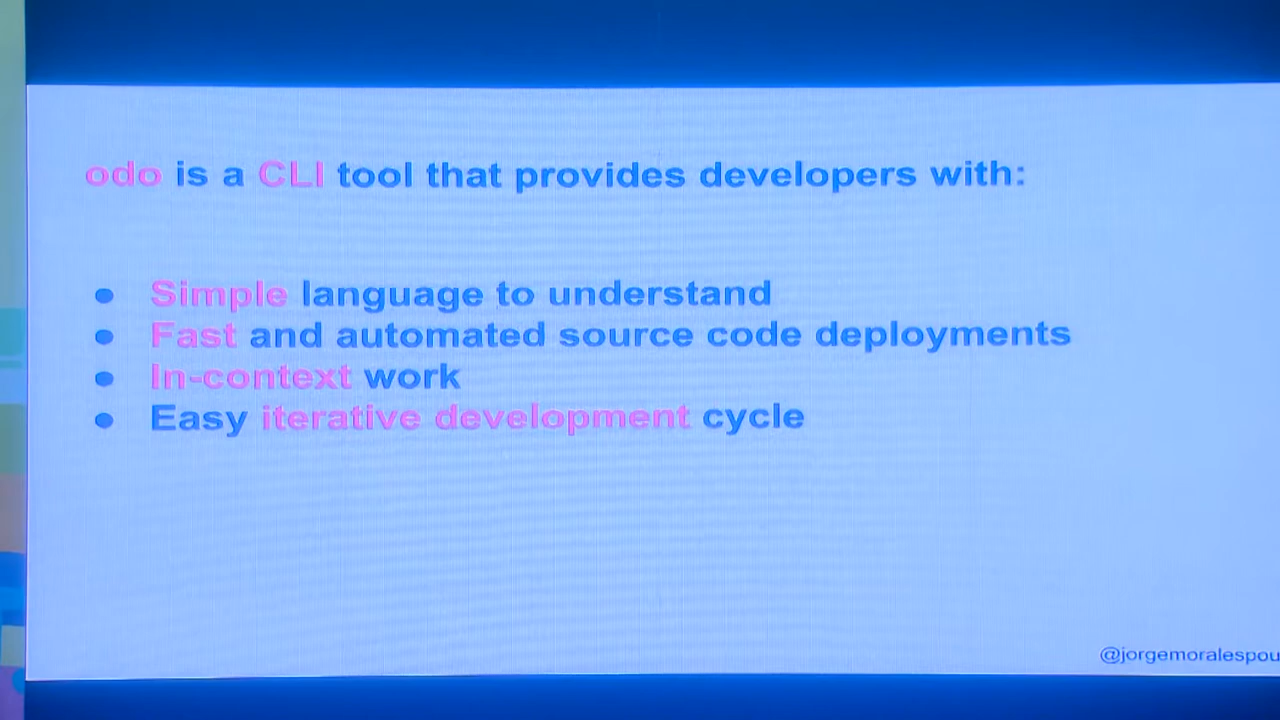 odo is a CLI tool that provides developers with:
● Simple language to understand
● Fast and automated source code deployments
● In-context work
● Easy iterative development cycle
@jorgemoralespou